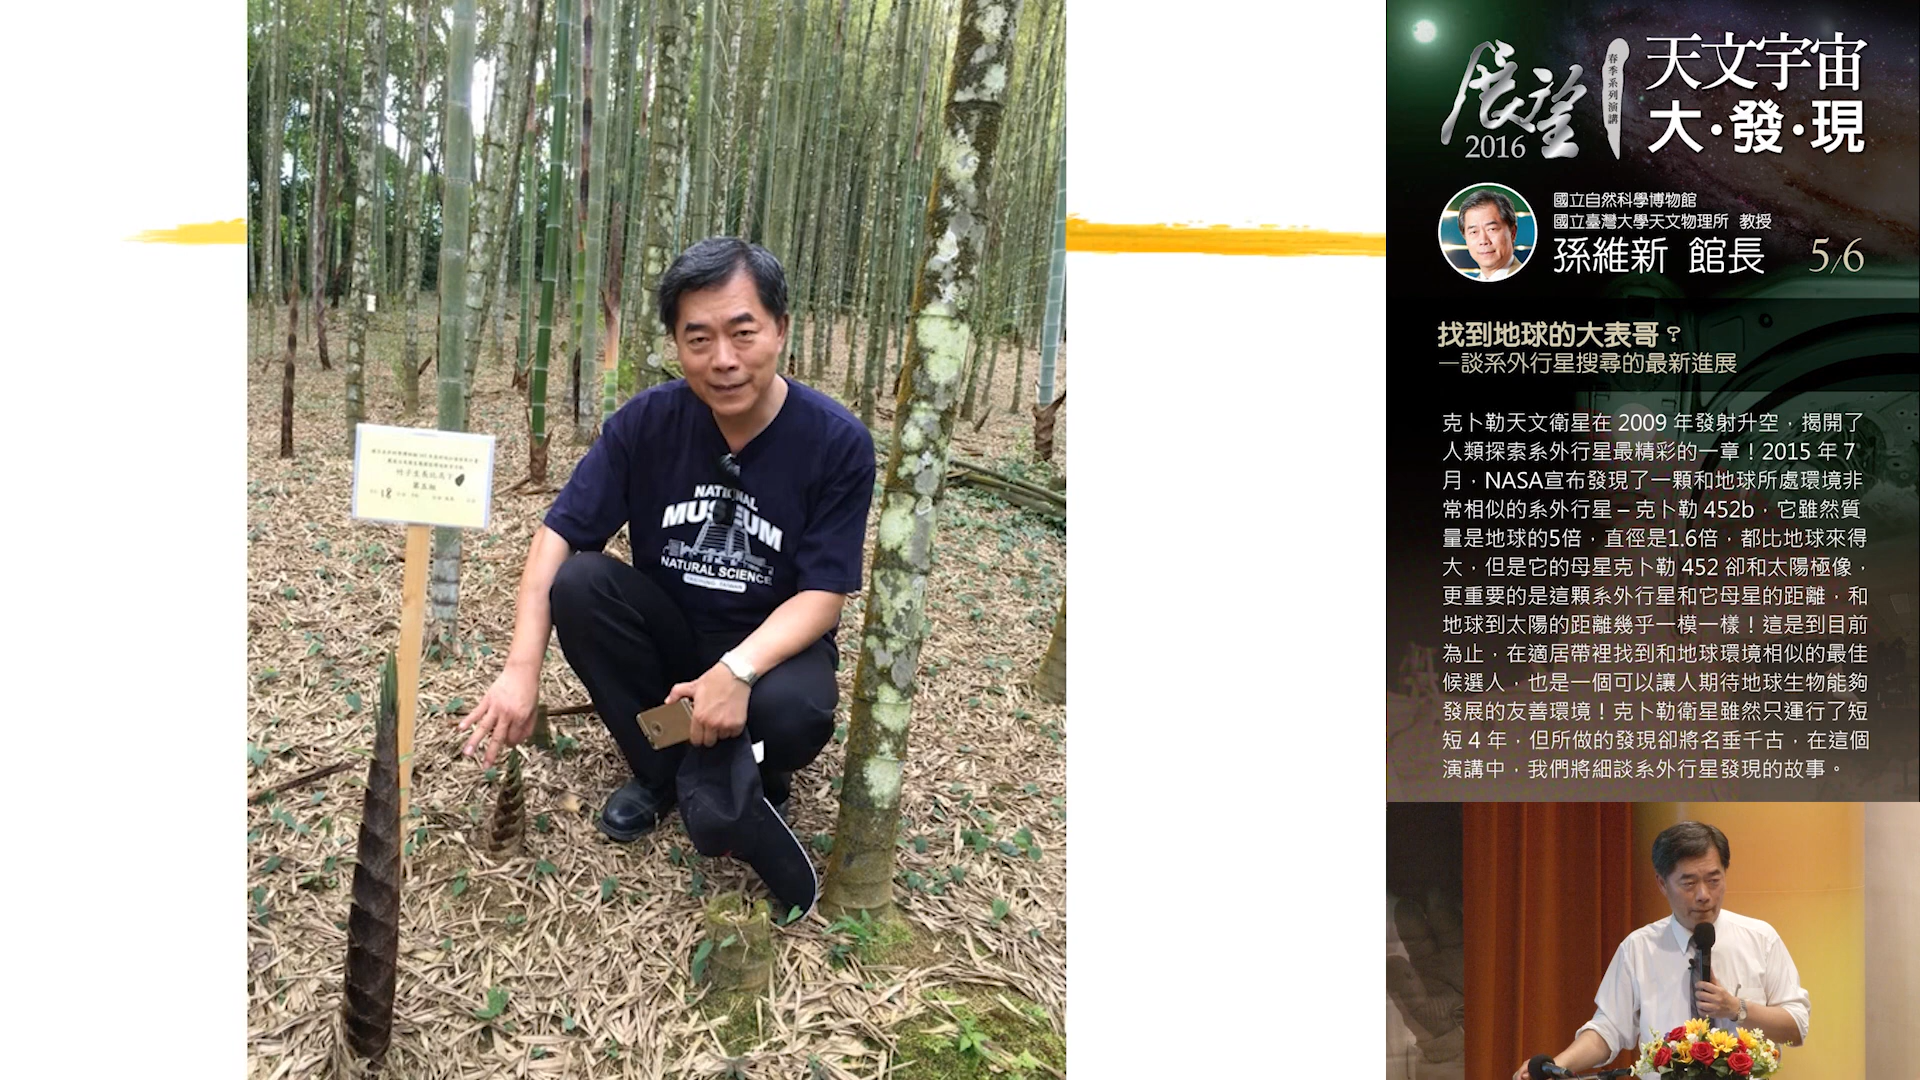 NATIONAL
MUSEUM
NATURAL SCIENCE
竹子生長比高下
第五組
18
展望
2016
春季系列演講
天文宇宙
大·發·現
國立自然科學博物館
國立臺灣大學天文物理所 教授
孫維新 館長 5/6
找到地球的大表哥？
—談系外行星搜尋的最新進展
克卜勒天文衛星在 2009 年發射升空，揭開了
人類探索系外行星最精彩的一章！2015 年 7
月，NASA宣布發現了一顆和地球所處環境非
常相似的系外行星 – 克卜勒 452b，它雖然質
量是地球的5倍，直徑是1.6倍，都比地球來得
大，但是它的母星克卜勒 452 卻和太陽極像，
更重要的是這顆系外行星和它母星的距離，和
地球到太陽的距離幾乎一模一樣！這是到目前
為止，在適居帶裡找到和地球環境相似的最佳
候選人，也是一個可以讓人期待地球生物能夠
發展的友善環境！克卜勒衛星雖然只運行了短
短 4 年，但所做的發現卻將名垂千古，在這個
演講中，我們將細談系外行星發現的故事。